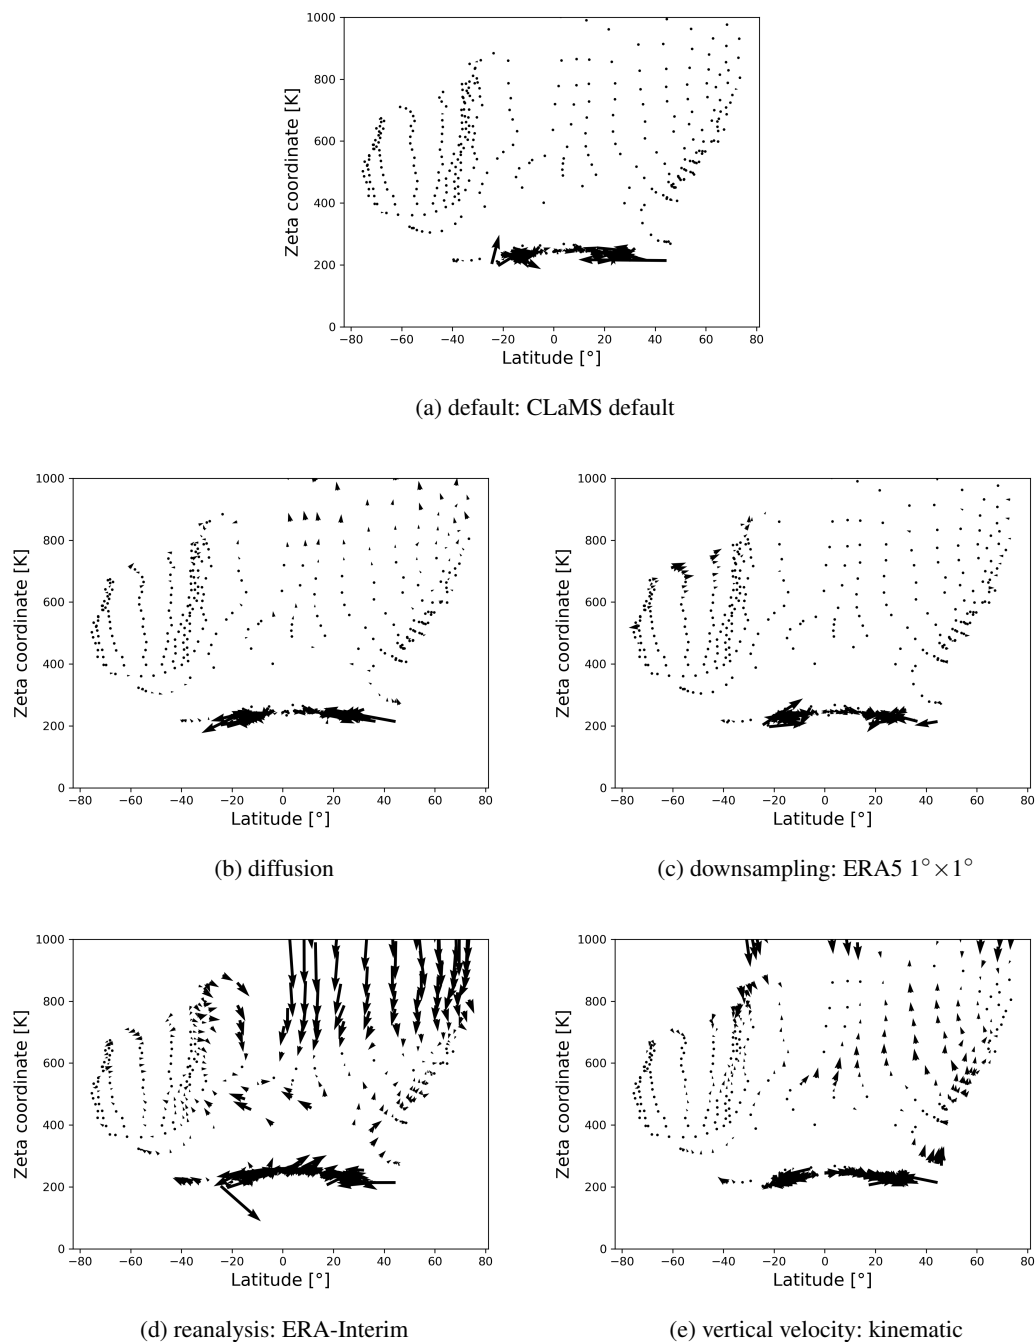 1000
800
600
400
200
0
Zeta coordinate [K]
−80 −60 −40 −20 0 20 40 60 80
Latitude [°]
(a) default: CLaMS default
1000
800
600
400
200
0
Zeta coordinate [K]
−80 −60 −40 −20 0 20 40 60 80
Latitude [°]
(b) diffusion
1000
800
600
400
200
0
Zeta coordinate [K]
−80 −60 −40 −20 0 20 40 60 80
Latitude [°]
(c) downsampling: ERA5 1°×1°
1000
800
600
400
200
0
Zeta coordinate [K]
−80 −60 −40 −20 0 20 40 60 80
Latitude [°]
(d) reanalysis: ERA-Interim
1000
800
600
400
200
0
Zeta coordinate [K]
−80 −60 −40 −20 0 20 40 60 80
Latitude [°]
(e) vertical velocity: kinematic